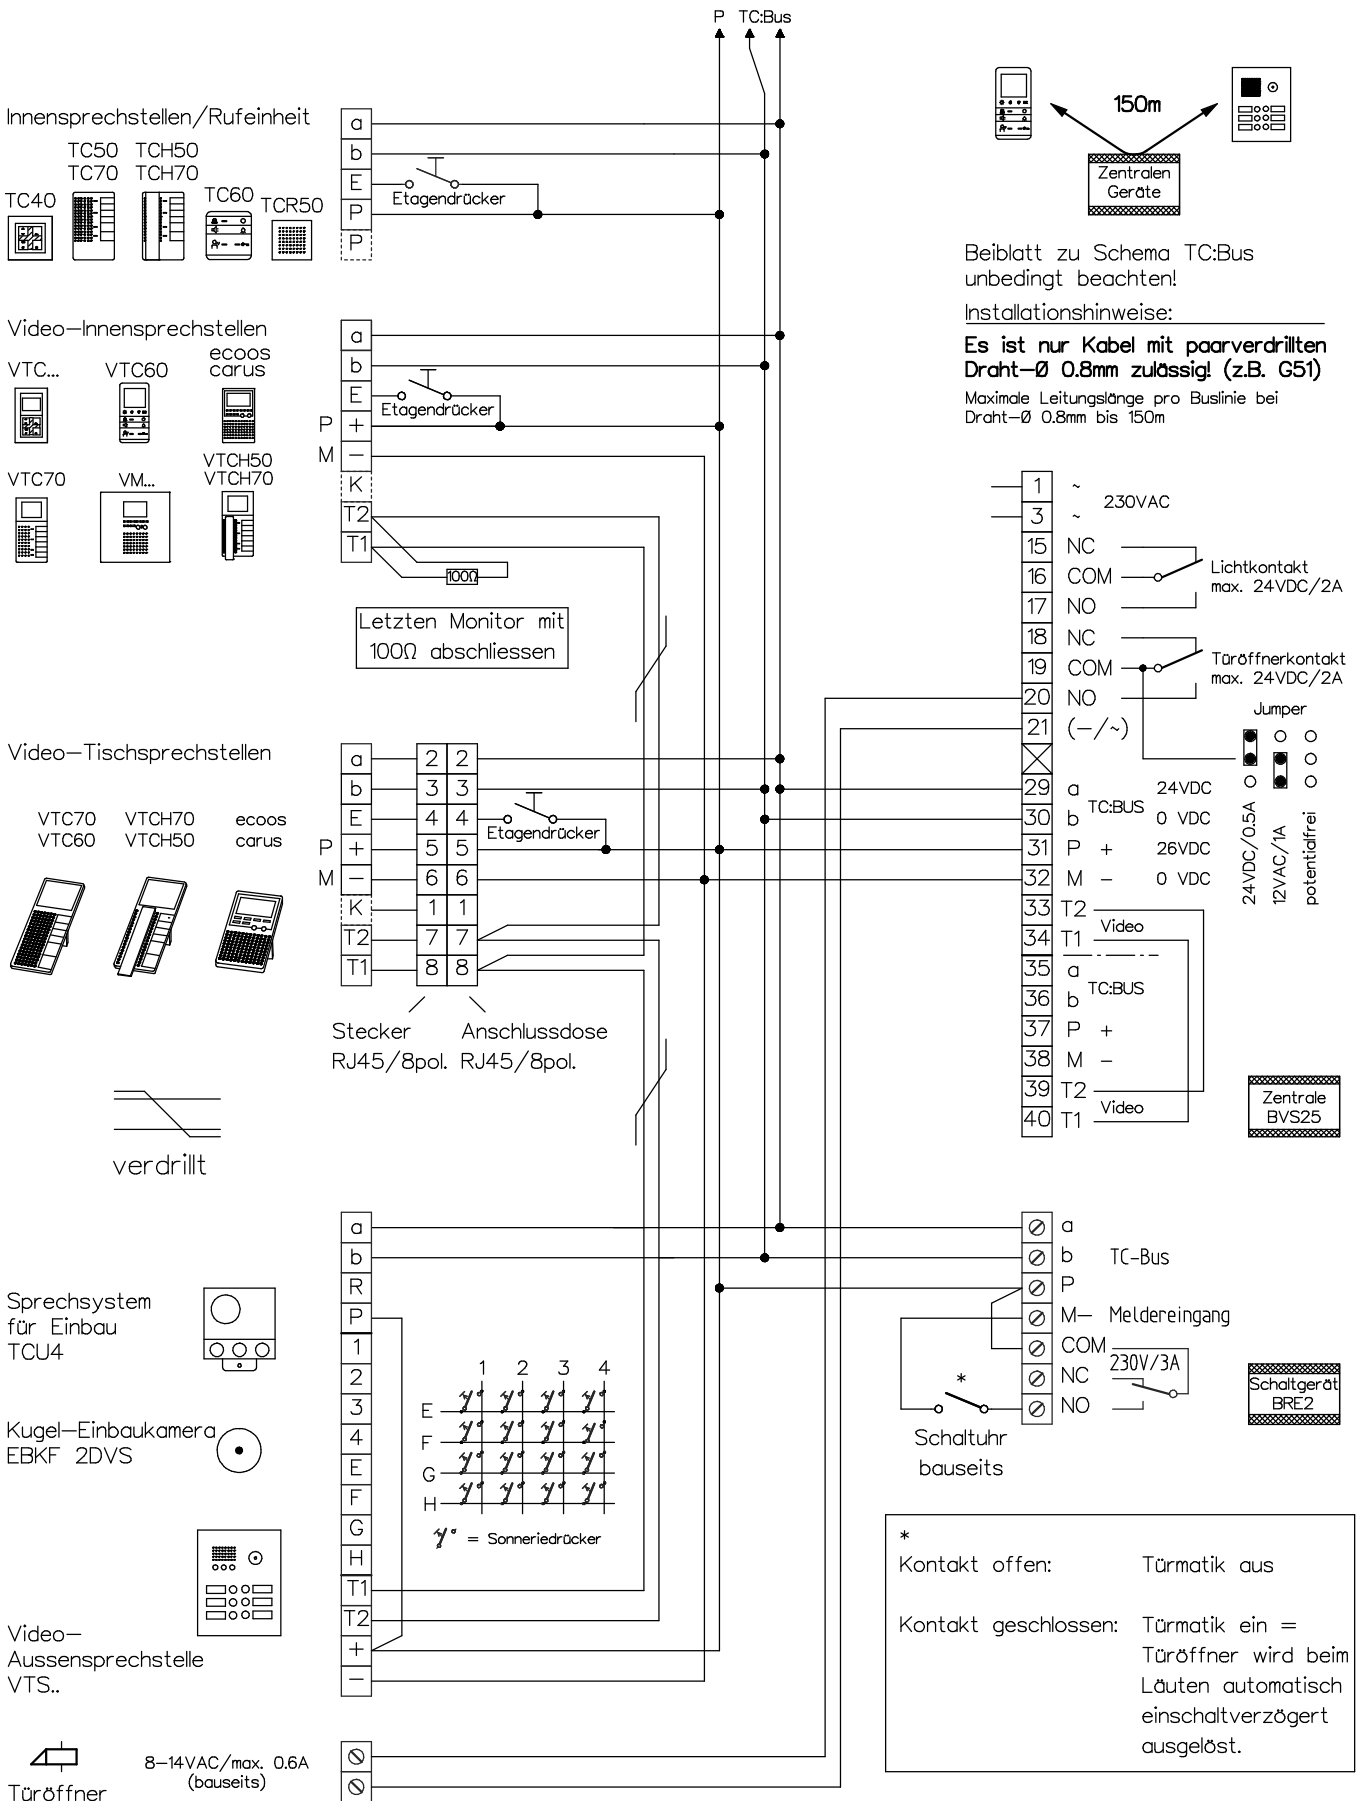 P TC:Bus
Innensprechstellen/Rufeinheit
TC50 TCH50
TC70 TCH70
TC40
TC60
TCR50
a
b
E
P
P
Etagendrücker
150m
Zentralen
Geräte
Beiblatt zu Schema TC:Bus
unbedingt beachten!
Installationshinweise:
Es ist nur Kabel mit paarverdrillten
Draht-Ø 0.8mm zulässig! (z.B. G51)
Maximale Leitungslänge pro Buslinie bei
Draht-Ø 0.8mm bis 150m
Video-Innensprechstellen
VTC...
VTC60
ecoos
carus
VTC70
VM...
VTCH50
VTCH70
a
b
E
P +
M -
K
T2
T1
Etagendrücker
100Ω
Letzten Monitor mit
100Ω abschliessen
1 ~
230VAC
3 ~
15 NC
16 COM
17 NO
Lichtkontakt
max. 24VDC/2A
18 NC
19 COM
20 NO
Türöffnerkontakt
max. 24VDC/2A
21 (-/~)
Jumper
24VDC/0.5A
12VAC/1A
potentialfrei
29 a 24VDC
TC:BUS
30 b 0 VDC
31 P + 26VDC
32 M - 0 VDC
33 T2
Video
34 T1
35 a
TC:BUS
36 b
37 P +
38 M -
39 T2
Video
40 T1
Zentrale
BVS25
Video-Tischsprechstellen
VTC70 VTCH70 ecoos
VTC60 VTCH50 carus
a 2 2
b 3 3
E 4 4
P + 5 5
M - 6 6
K 1 1
T2 7 7
T1 8 8
Etagendrücker
Stecker Anschlussdose
RJ45/8pol. RJ45/8pol.
verdrillt
Sprechsystem
für Einbau
TCU4
Kugel-Einbaukamera
EBKF 2DVS
Video-
Aussensprechstelle
VTS..
a
b
R
P
1
2
3
4
E
F
G
H
T1
T2
+
-
1 2 3 4
E
F
G
H
= Sonneriedrücker
a
b TC-Bus
P
M- Meldereingang
COM
230V/3A
NC
NO
*
Schaltuhr
bauseits
Schaltgerät
BRE2
*
Kontakt offen: Türmatik aus
Kontakt geschlossen: Türmatik ein =
Türöffner wird beim
Läuten automatisch
einschaltverzögert
ausgelöst.
8-14VAC/max. 0.6A
(bauseits)
Türöffner